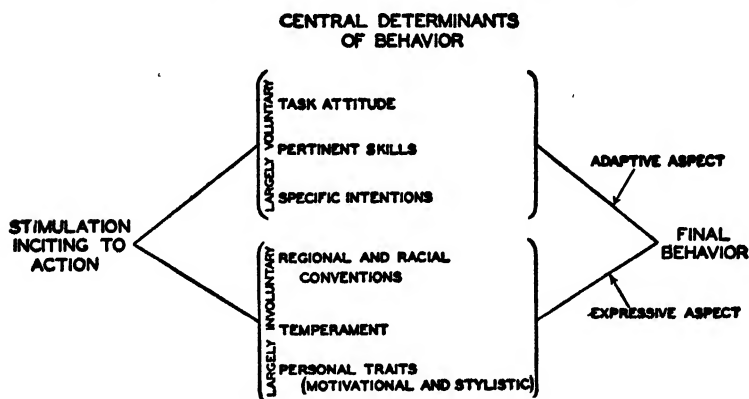 CENTRAL DETERMINANTS
OF BEHAVIOR
LARGELY VOLUNTARY
TASK ATTITUDE
PERTINENT SKILLS
SPECIFIC INTENTIONS
ADAPTIVE ASPECT
STIMULATION
INCITING TO
ACTION
FINAL
BEHAVIOR
LARGELY INVOLUNTARY
REGIONAL AND RACIAL
CONVENTIONS
TEMPERAMENT
PERSONAL TRAITS
(MOTIVATIONAL AND STYLISTIC)
EXPRESSIVE ASPECT